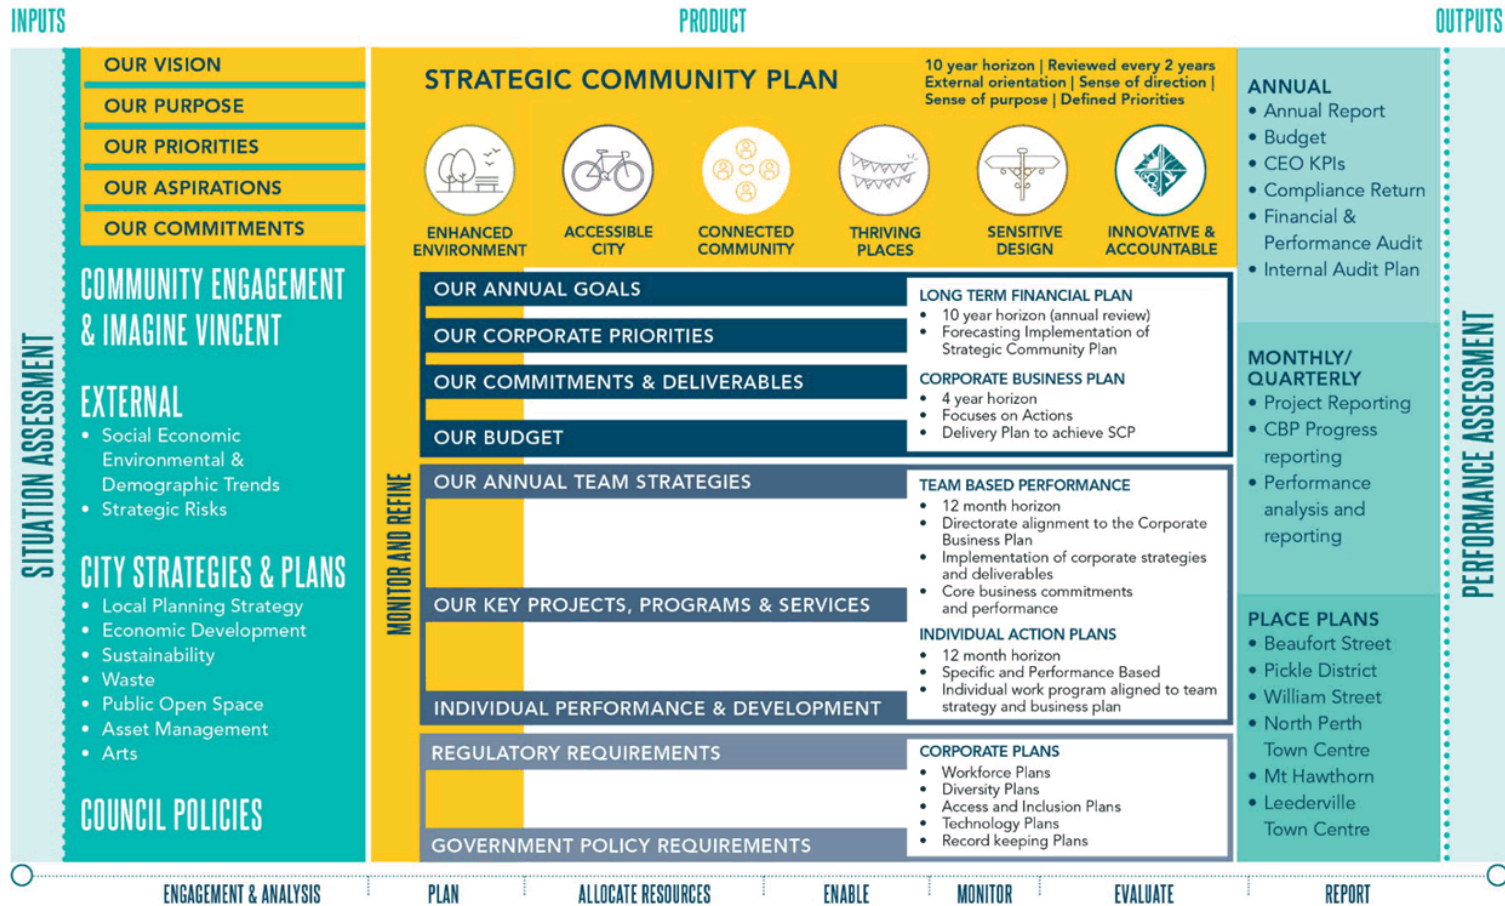 INPUTS
PRODUCT
OUTPUTS
SITUATION ASSESSMENT
OUR VISION
OUR PURPOSE
OUR PRIORITIES
OUR ASPIRATIONS
OUR COMMITMENTS
COMMUNITY ENGAGEMENT
& IMAGINE VINCENT
EXTERNAL
• Social Economic
Environmental &
Demographic Trends
• Strategic Risks
CITY STRATEGIES & PLANS
• Local Planning Strategy
• Economic Development
• Sustainability
• Waste
• Public Open Space
• Asset Management
• Arts
COUNCIL POLICIES
STRATEGIC COMMUNITY PLAN
10 year horizon | Reviewed every 2 years
External orientation | Sense of direction |
Sense of purpose | Defined Priorities
ENHANCED
ENVIRONMENT
ACCESSIBLE
CITY
CONNECTED
COMMUNITY
THRIVING
PLACES
SENSITIVE
DESIGN
INNOVATIVE &
ACCOUNTABLE
MONITOR AND REFINE
OUR ANNUAL GOALS
OUR CORPORATE PRIORITIES
OUR COMMITMENTS & DELIVERABLES
OUR BUDGET
LONG TERM FINANCIAL PLAN
• 10 year horizon (annual review)
• Forecasting Implementation of
Strategic Community Plan
CORPORATE BUSINESS PLAN
• 4 year horizon
• Focuses on Actions
• Delivery Plan to achieve SCP
OUR ANNUAL TEAM STRATEGIES
OUR KEY PROJECTS, PROGRAMS & SERVICES
INDIVIDUAL PERFORMANCE & DEVELOPMENT
TEAM BASED PERFORMANCE
• 12 month horizon
• Directorate alignment to the Corporate
Business Plan
• Implementation of corporate strategies
and deliverables
• Core business commitments
and performance
INDIVIDUAL ACTION PLANS
• 12 month horizon
• Specific and Performance Based
• Individual work program aligned to team
strategy and business plan
REGULATORY REQUIREMENTS
GOVERNMENT POLICY REQUIREMENTS
CORPORATE PLANS
• Workforce Plans
• Diversity Plans
• Access and Inclusion Plans
• Technology Plans
• Record keeping Plans
ANNUAL
• Annual Report
• Budget
• CEO KPIs
• Compliance Return
• Financial &
Performance Audit
• Internal Audit Plan
MONTHLY/
QUARTERLY
• Project Reporting
• CBP Progress
reporting
• Performance
analysis and
reporting
PLACE PLANS
• Beaufort Street
• Pickle District
• William Street
• North Perth
Town Centre
• Mt Hawthorn
• Leederville
Town Centre
PERFORMANCE ASSESSMENT
ENGAGEMENT & ANALYSIS
PLAN
ALLOCATE RESOURCES
ENABLE
MONITOR
EVALUATE
REPORT